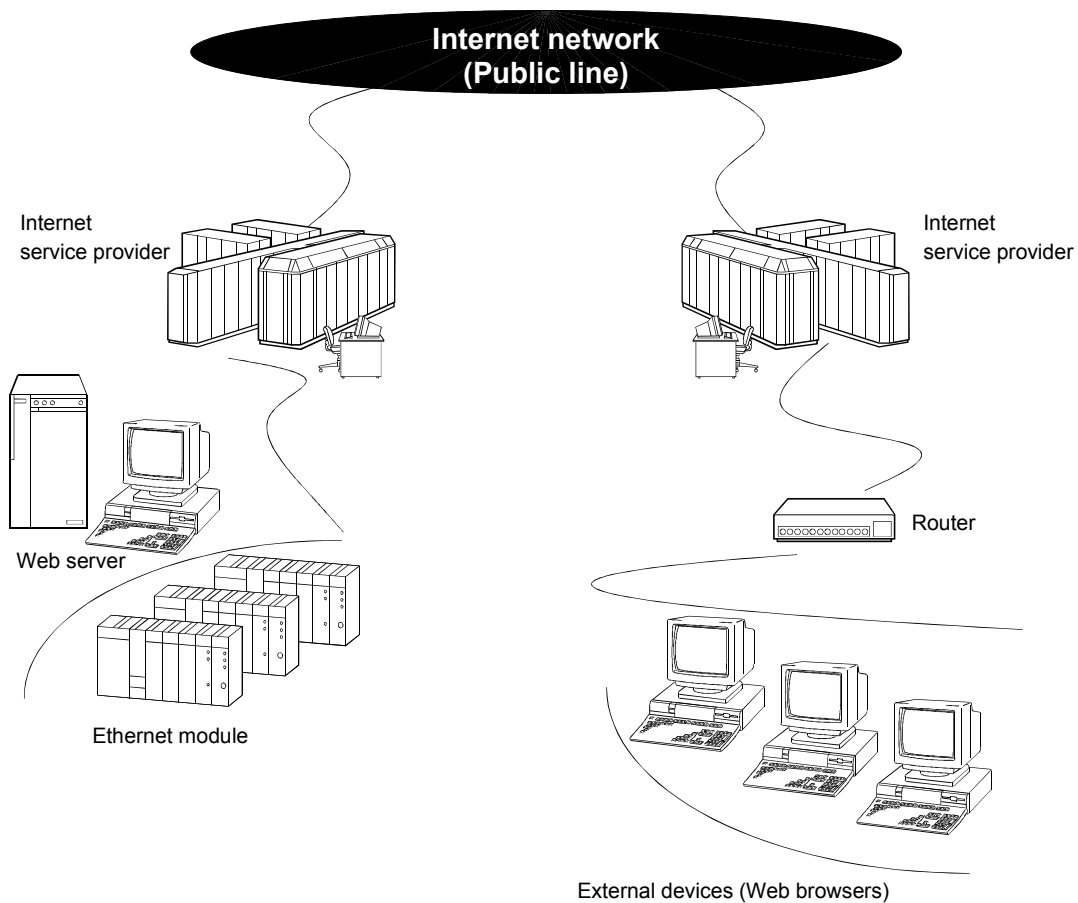 Internet network
(Public line)
Internet
service provider
Internet
service provider
Web server
Router
Ethernet module
External devices (Web browsers)